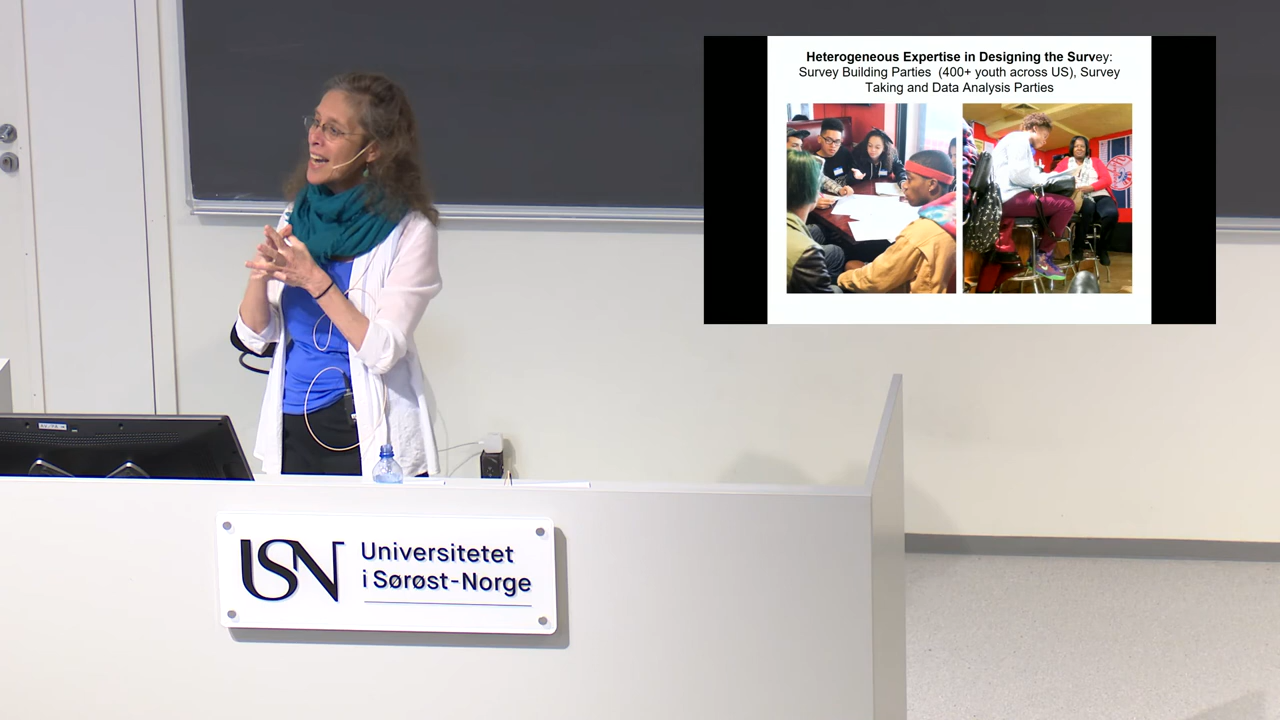 Heterogeneous Expertise in Designing the Survey:
Survey Building Parties (400+ youth across US), Survey
Taking and Data Analysis Parties
USN
Universitetet
i Sørøst-Norge